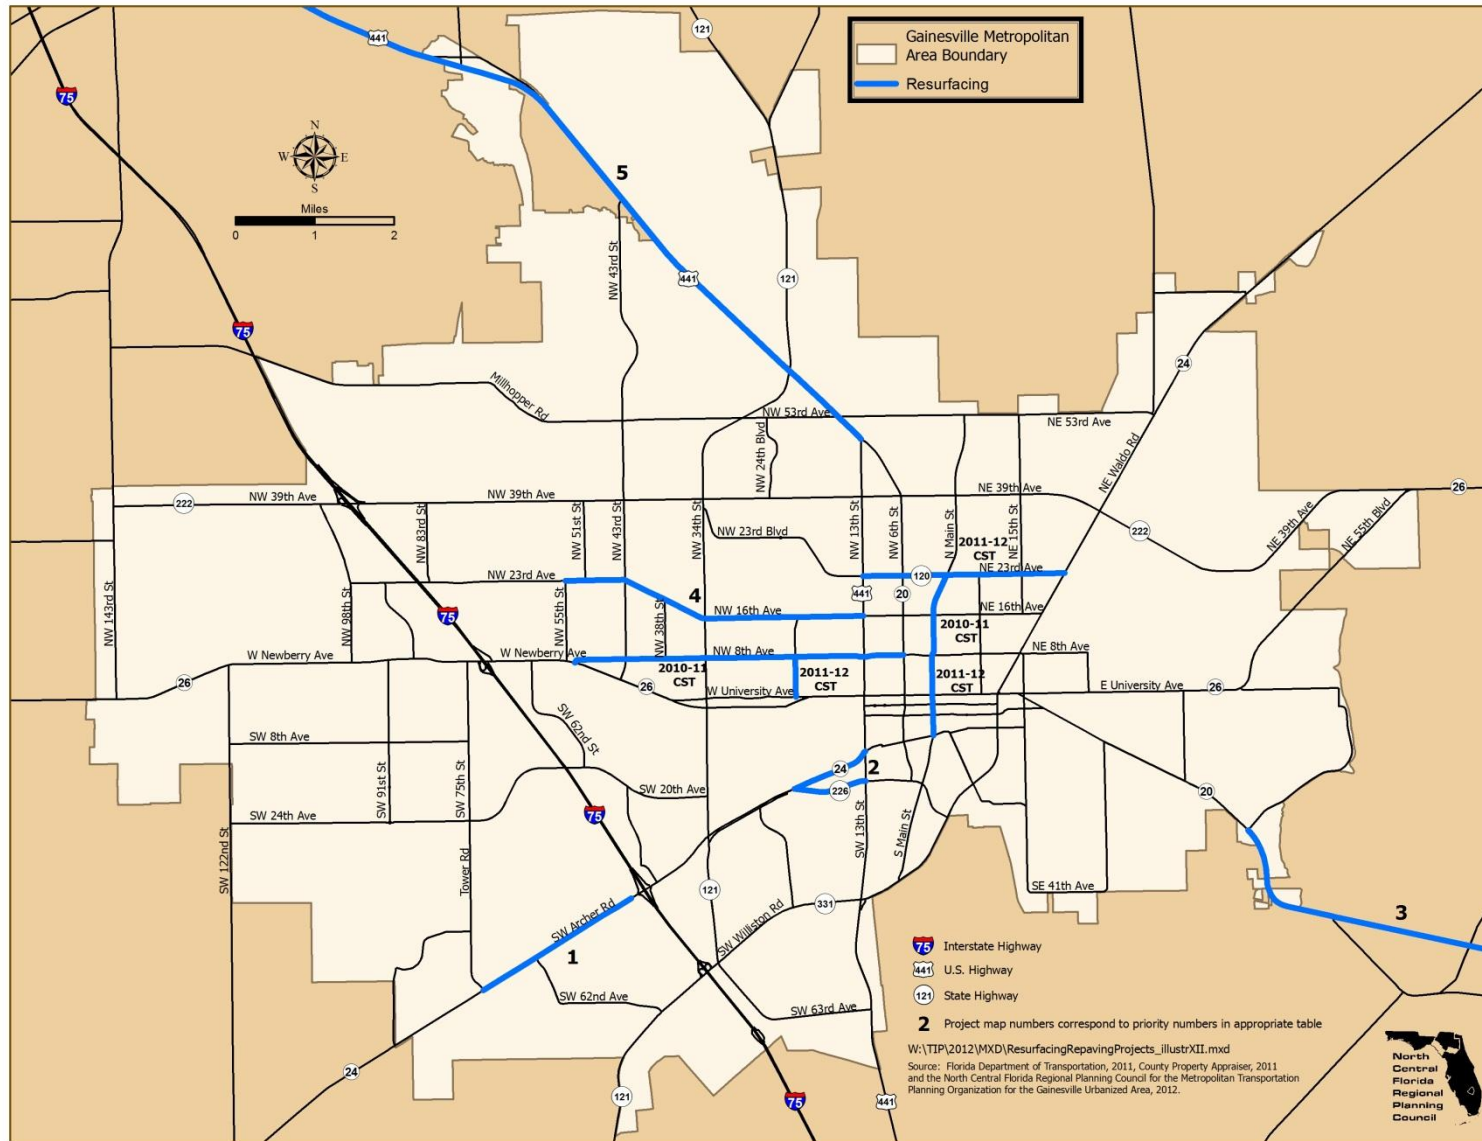 441
121
Gainesville Metropolitan
Area Boundary
Resurfacing
75
N
W
E
S
Miles
0 1 2
5
NW 43rd St
441
121
75
24
Millhopper Rd
NW 53rd Ave
NE 53rd Ave
NW 24th Blvd
NE Waldo Rd
26
222
NW 39th Ave
NW 39th Ave
NE 39th Ave
NW 83rd St
NW 51st St
NW 43rd St
NW 34th St
NW 23rd Blvd
NW 13th St
NW 6th St
N Main St
NE 15th St
222
NE 39th Ave
NE 55th Blvd
2011-12
CST
NW 23rd Ave
120
NE 23rd Ave
NW 143rd St
NW 98th St
75
NW 55th St
NW 38th St
4
NW 16th Ave
441
20
NE 16th Ave
2010-11
CST
W Newberry Ave
W Newberry Ave
NW 8th Ave
NE 8th Ave
2010-11
CST
2011-12
CST
2011-12
CST
26
26
W University Ave
E University Ave
26
SW 62nd St
SW 8th Ave
SW 91st St
SW 75th St
24
2
226
SW 20th Ave
20
SW 24th Ave
75
SW 122nd St
Tower Rd
SW 13th St
S Main St
121
SE 41th Ave
331
SW Archer Rd
SW Williston Rd
3
1
SW 62nd Ave
SW 63rd Ave
24
121
75
441
75 Interstate Highway
441 U.S. Highway
121 State Highway
2 Project map numbers correspond to priority numbers in appropriate table
W:\TIP\2012\MXD\ResurfacingRepavingProjects_illustrXII.mxd
Source: Florida Department of Transportation, 2011, County Property Appraiser, 2011
and the North Central Florida Regional Planning Council for the Metropolitan Transportation
Planning Organization for the Gainesville Urbanized Area, 2012.
North
Central
Florida
Regional
Planning
Council